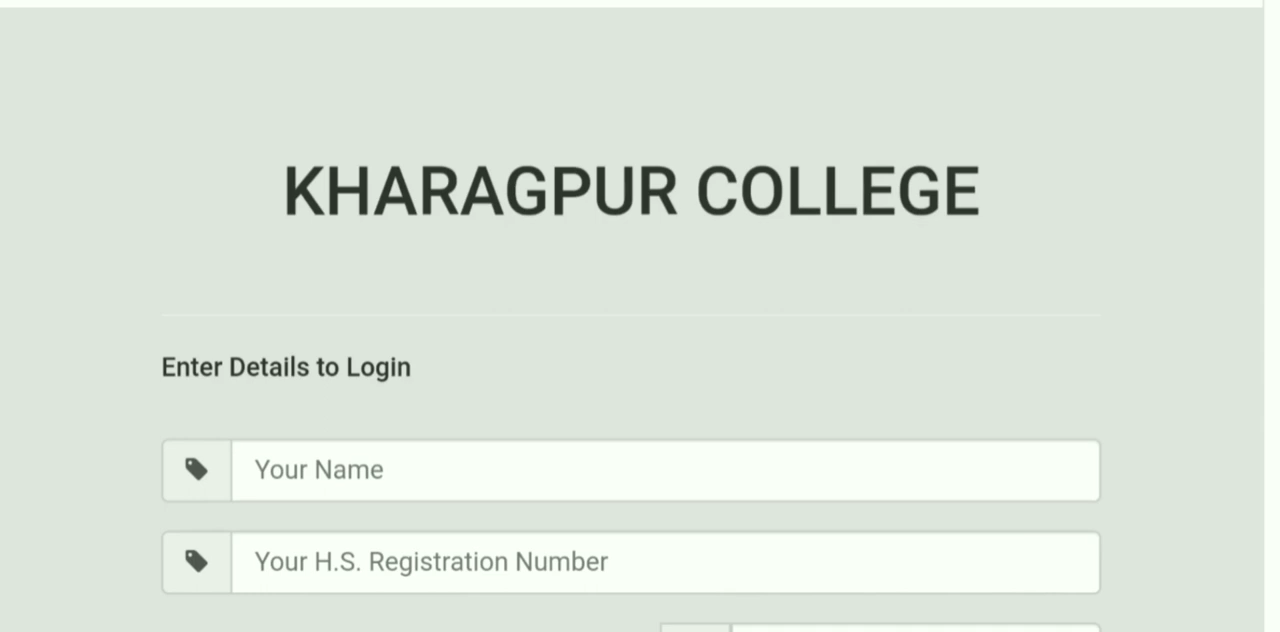 KHARAGPUR COLLEGE
Enter Details to Login
Your Name
Your H.S. Registration Number